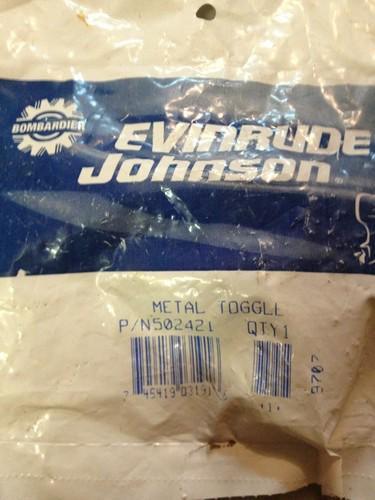 BOMBARDIER
EVINRUDE
Johnson
METAL TOGGLE
P/N502421 QTY1
9707